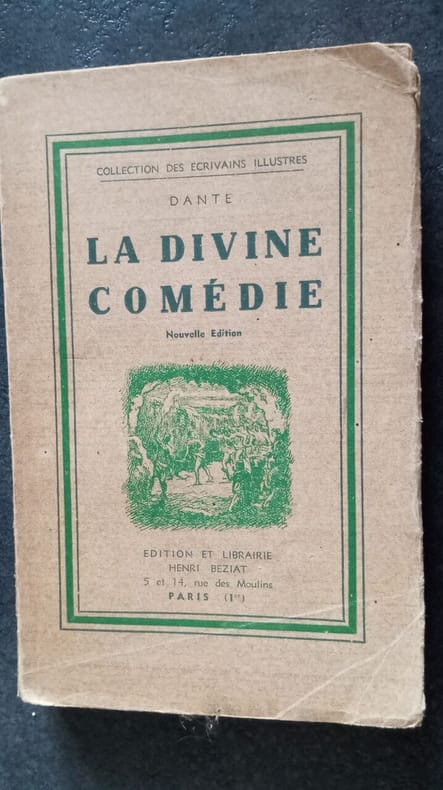 COLLECTION DES ECRIVAINS ILLUSTRES
DANTE
LA DIVINE
COMÉDIE
Nouvelle Edition
EDITION ET LIBRAIRIE
HENRI BEZIAT
5 et 14, rue des Moulins
PARIS (1er)